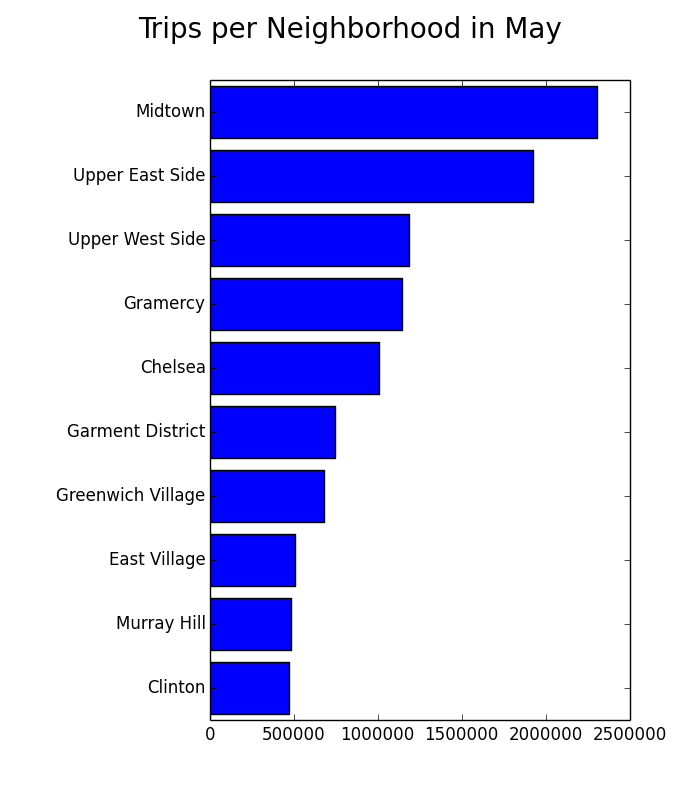 Trips per Neighborhood in May
Midtown
Upper East Side
Upper West Side
Gramercy
Chelsea
Garment District
Greenwich Village
East Village
Murray Hill
Clinton
0 500000 1000000 1500000 2000000 2500000